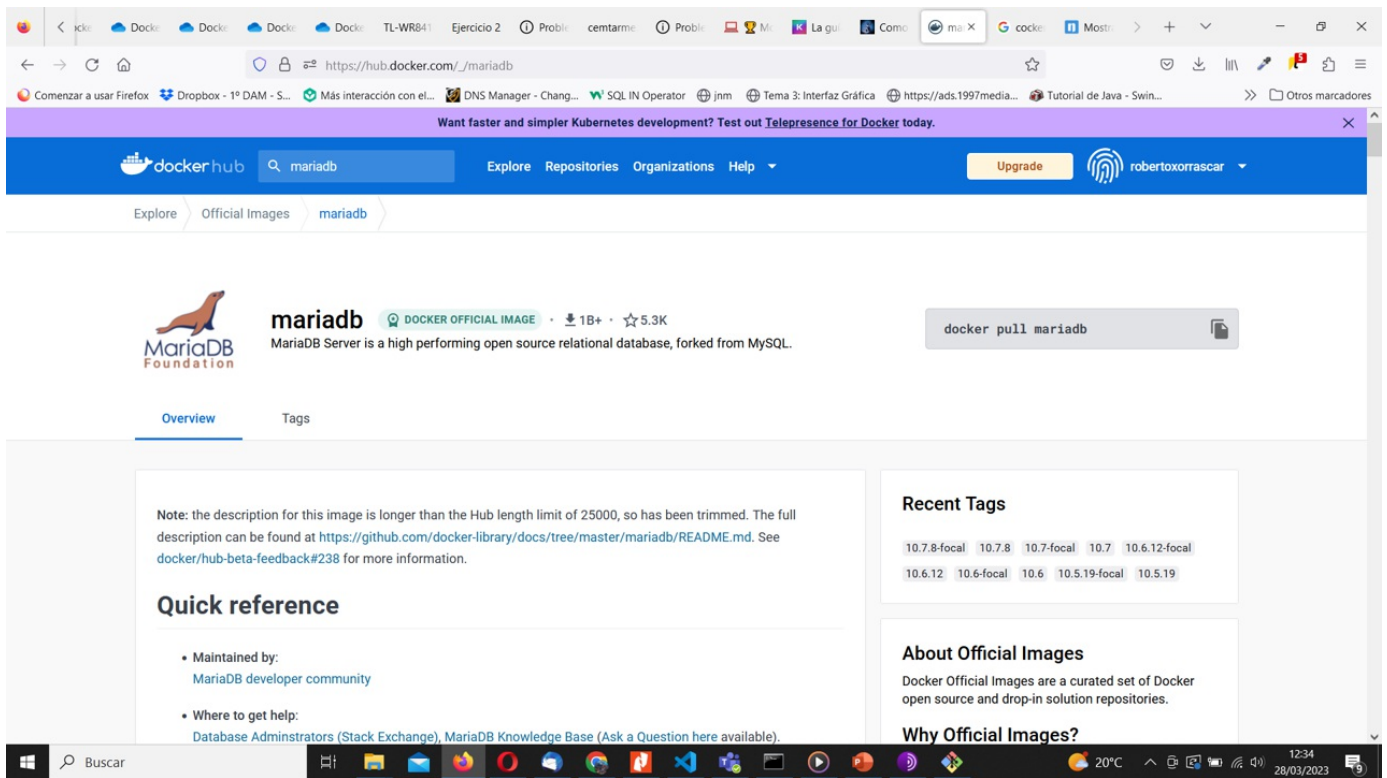 ocke
Docke
Docke
Docke
Docke
TL-WR841
Ejercicio 2
Proble
cemtarme
Proble
Mo
La gu
Como
ma
cocke
Mostr
https://hub.docker.com/_/mariadb
5
Comenzar a usar Firefox
Dropbox - 1º DAM - S...
Más interacción con el...
DNS Manager - Chang...
SQL IN Operator
jnm
Tema 3: Interfaz Gráfica
https://ads.1997media...
Tutorial de Java - Swin...
Otros marcadores
Want faster and simpler Kubernetes development? Test out Telepresence for Docker today.
dockerhub
mariadb
Explore
Repositories
Organizations
Help
Upgrade
robertoxorrascar
Explore
Official Images
mariadb
MariaDB
Foundation
mariadb
DOCKER OFFICIAL IMAGE
· 1B+ · 5.3K
MariaDB Server is a high performing open source relational database, forked from MySQL.
docker pull mariadb
Overview
Tags
Note: the description for this image is longer than the Hub length limit of 25000, so has been trimmed. The full
description can be found at https://github.com/docker-library/docs/tree/master/mariadb/README.md. See
docker/hub-beta-feedback#238 for more information.
Quick reference
• Maintained by:
MariaDB developer community
• Where to get help:
Database Adminstrators (Stack Exchange), MariaDB Knowledge Base (Ask a Question here available).
Recent Tags
10.7.8-focal 10.7.8 10.7-focal 10.7 10.6.12-focal
10.6.12 10.6-focal 10.6 10.5.19-focal 10.5.19
About Official Images
Docker Official Images are a curated set of Docker
open source and drop-in solution repositories.
Why Official Images?
Buscar
20°C
12:34
28/03/2023
9